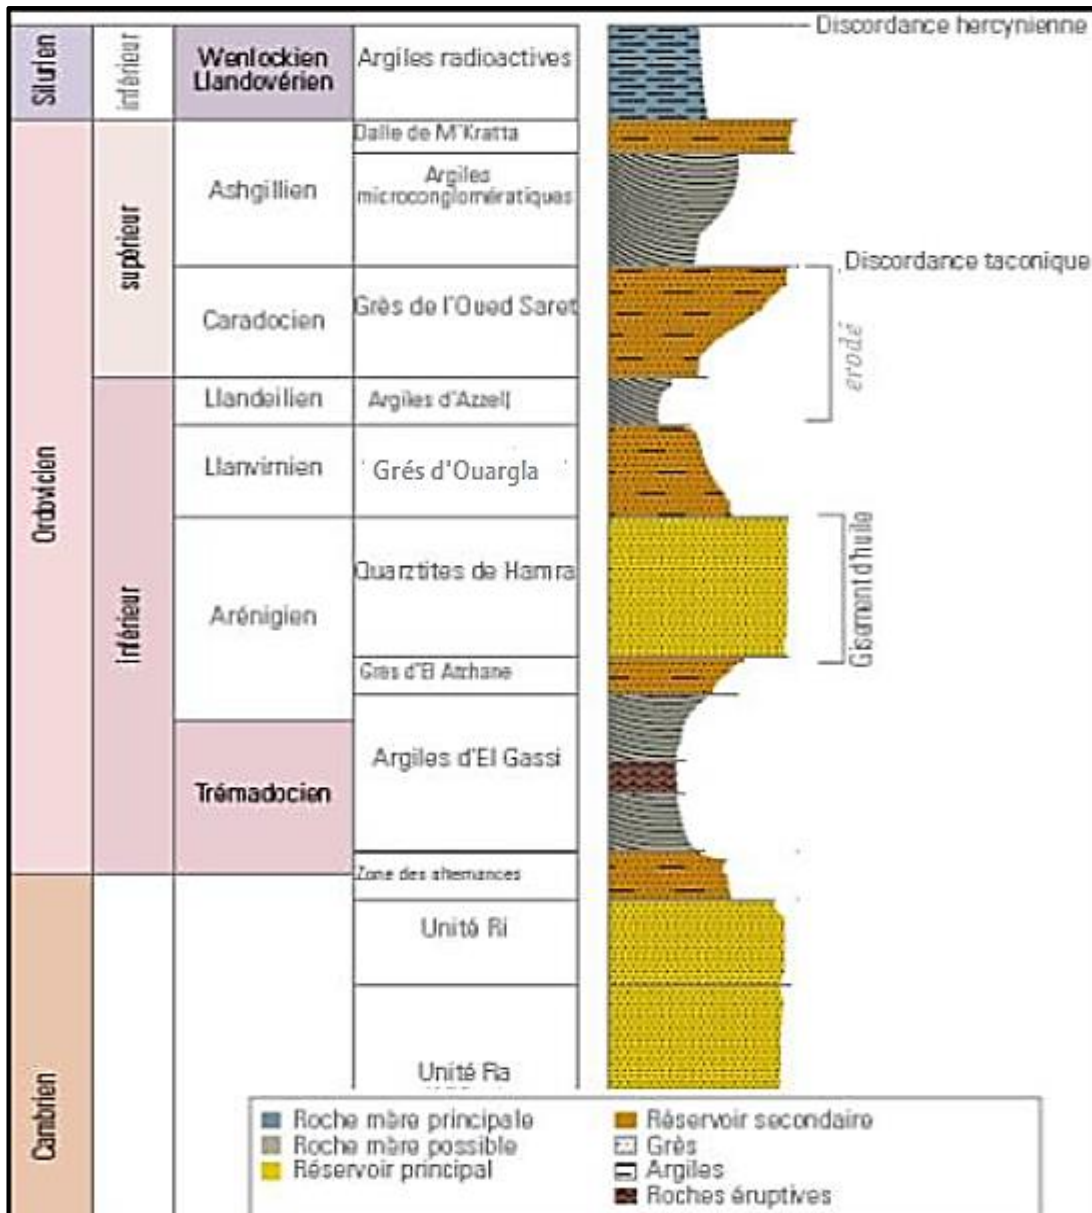 Silurien
inférieur
Wenlockien
Llandovérien
Argiles radioactives
Discordance hercynienne
Ordovicien
supérieur
Ashgillien
Dalle de M'Kratta
Argiles
microconglomératiques
Discordance taconique
Caradocien
Grès de l'Oued Saret
erodé
Inférieur
Llandeilien
Argiles d'Azzel
Llanvirnien
Grés d'Ouargla
Arénigien
Quarztites de Hamra
Gisement d'huile
Grès d'El Atchane
Argiles d'El Gassi
Trémadocien
Zone des alternances
Cambrien
Unité Ri
Unité Ra
Roche mère principale
Roche mère possible
Réservoir principal
Réservoir secondaire
Grès
Argiles
Roches éruptives